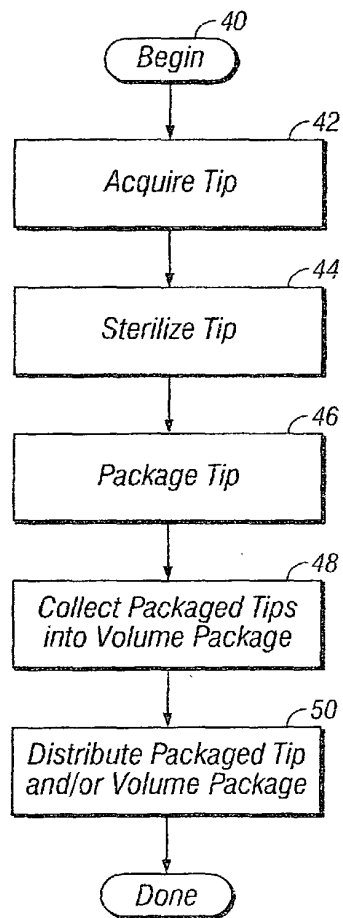 40
Begin
42
Acquire Tip
44
Sterilize Tip
46
Package Tip
48
Collect Packaged Tips
into Volume Package
50
Distribute Packaged Tip
and/or Volume Package
Done